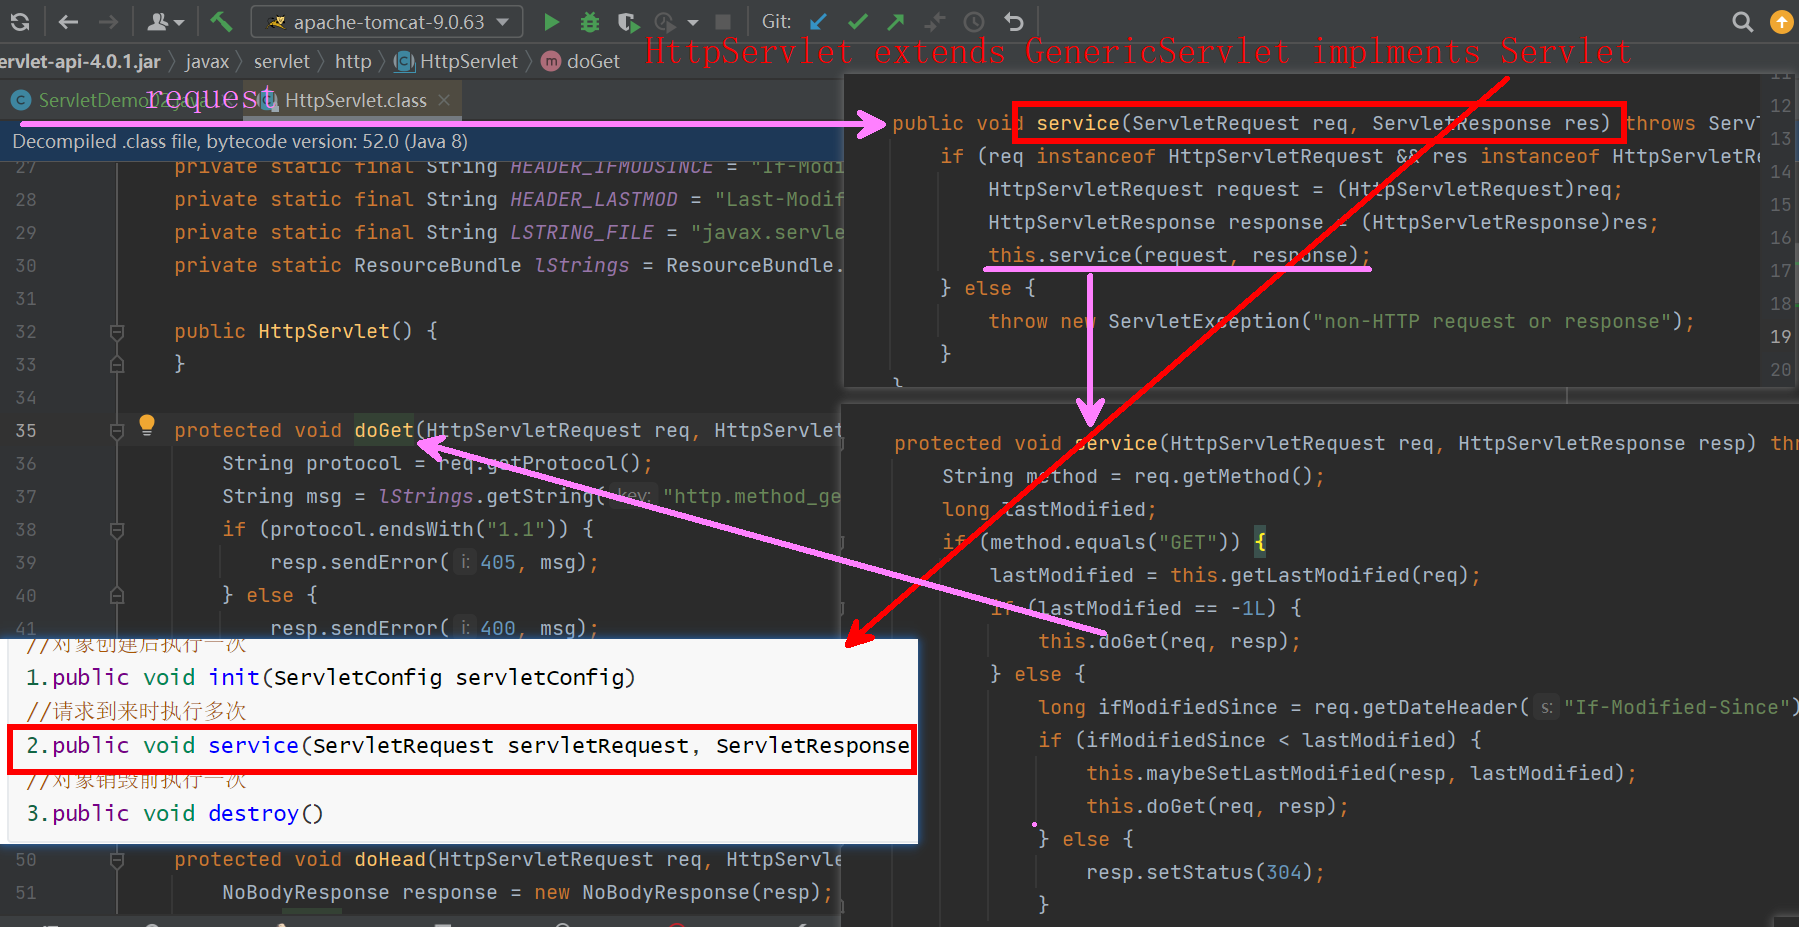 apache-tomcat-9.0.63
Git:
ervlet-api-4.0.1.jar
javax
servlet
http
HttpServlet
doGet
HttpServlet extends GenericServlet implments Servlet
request
HttpServlet.class
Decompiled .class file, bytecode version: 52.0 (Java 8)
27 private static final String HEADER_IFMODSINCE = "If-Modi
28 private static final String HEADER_LASTMOD = "Last-Modif
29 private static final String LSTRING_FILE = "javax.servle
30 private static ResourceBundle lStrings = ResourceBundle.
31
32 public HttpServlet() {
33 }
34
35 protected void doGet(HttpServletRequest req, HttpServlet
36 String protocol = req.getProtocol();
37 String msg = lStrings.getString( key: "http.method_ge
38 if (protocol.endsWith("1.1")) {
39 resp.sendError( i: 405, msg);
40 } else {
41 resp.sendError( i: 400, msg);
//对象创建后执行一次
1.public void init(ServletConfig servletConfig)
//请求到来时执行多次
2.public void service(ServletRequest servletRequest, ServletResponse
//对象销毁前执行一次
3.public void destroy()
50 protected void doHead(HttpServletRequest req, HttpServle
51 NoBodyResponse response = new NoBodyResponse(resp);
public void service(ServletRequest req, ServletResponse res) throws Serv
if (req instanceof HttpServletRequest && res instanceof HttpServletRe
HttpServletRequest request = (HttpServletRequest)req;
HttpServletResponse response = (HttpServletResponse)res;
this.service(request, response);
} else {
throw new ServletException("non-HTTP request or response");
}
}
11
12
13
14
15
16
17
18
19
20
protected void service(HttpServletRequest req, HttpServletResponse resp) thr
String method = req.getMethod();
long lastModified;
if (method.equals("GET")) {
lastModified = this.getLastModified(req);
if (lastModified == -1L) {
this.doGet(req, resp);
} else {
long ifModifiedSince = req.getDateHeader( s: "If-Modified-Since")
if (ifModifiedSince < lastModified) {
this.maybeSetLastModified(resp, lastModified);
this.doGet(req, resp);
} else {
resp.setStatus(304);
}